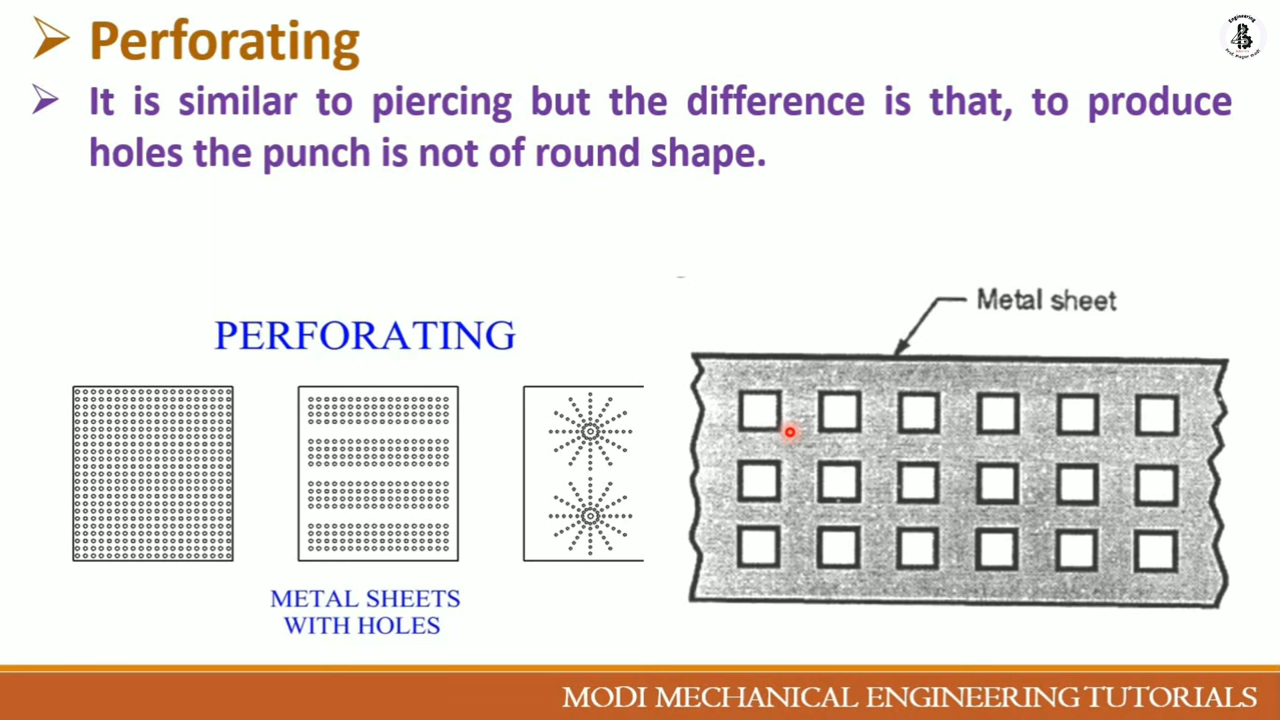 Perforating
It is similar to piercing but the difference is that, to produce
holes the punch is not of round shape.
PERFORATING
METAL SHEETS
WITH HOLES
Metal sheet
MODI MECHANICAL ENGINEERING TUTORIALS